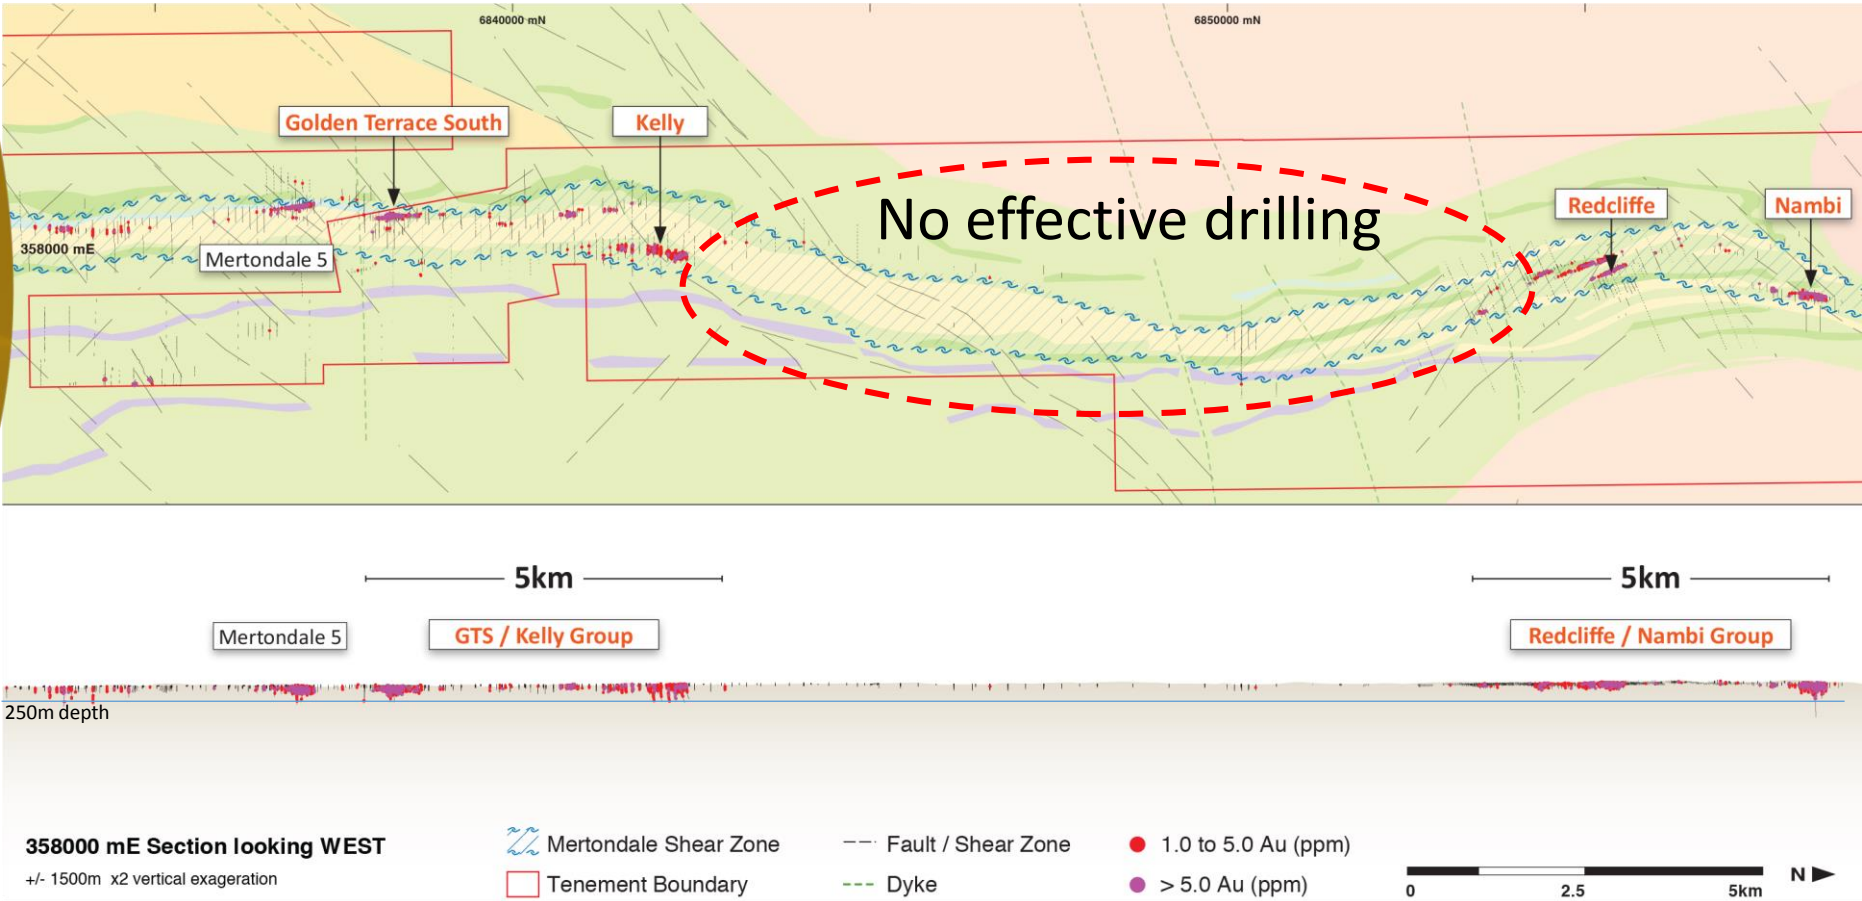 6840000 mN
6850000 mN
Golden Terrace South
Kelly
No effective drilling
Redcliffe
Nambi
358000 mE
Mertondale 5
5km
5km
Mertondale 5
GTS / Kelly Group
Redcliffe / Nambi Group
250m depth
358000 mE Section looking WEST
+/- 1500m x2 vertical exageration
Mertondale Shear Zone
Tenement Boundary
Fault / Shear Zone
Dyke
1.0 to 5.0 Au (ppm)
> 5.0 Au (ppm)
0 2.5 5km
N